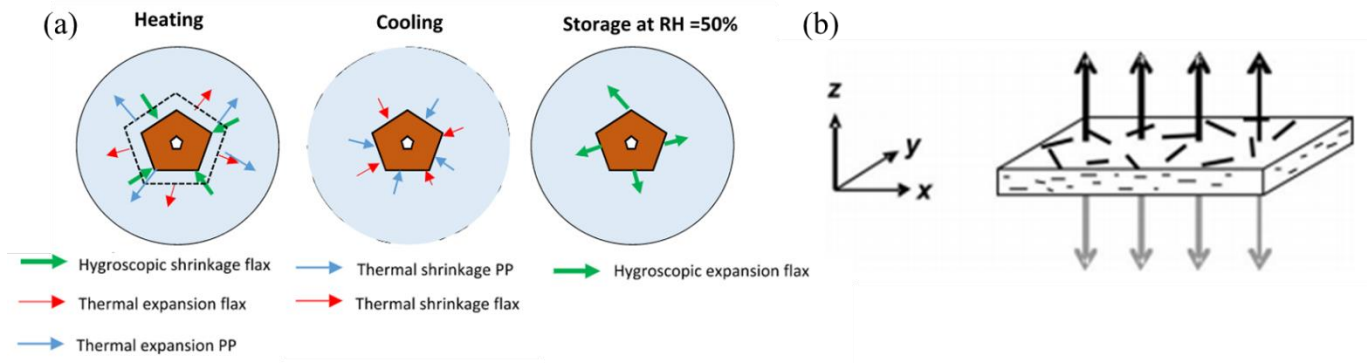 (a)
Heating
Cooling
Storage at RH =50%
Hygroscopic shrinkage flax
Thermal expansion flax
Thermal expansion PP
Thermal shrinkage PP
Thermal shrinkage flax
Hygroscopic expansion flax
(b)
z
y
x